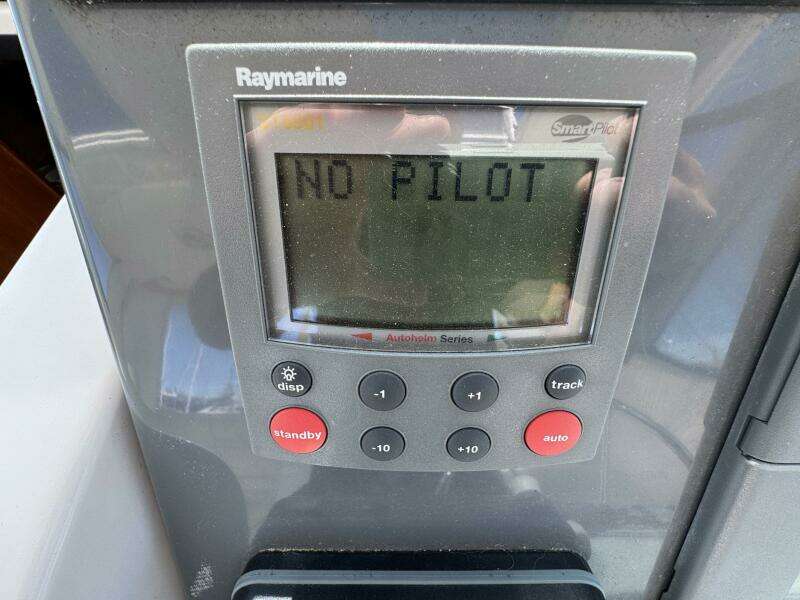 Raymarine
SmartPilot
NO PILOT
Autohelm Series
disp
-1
+1
track
standby
-10
+10
auto